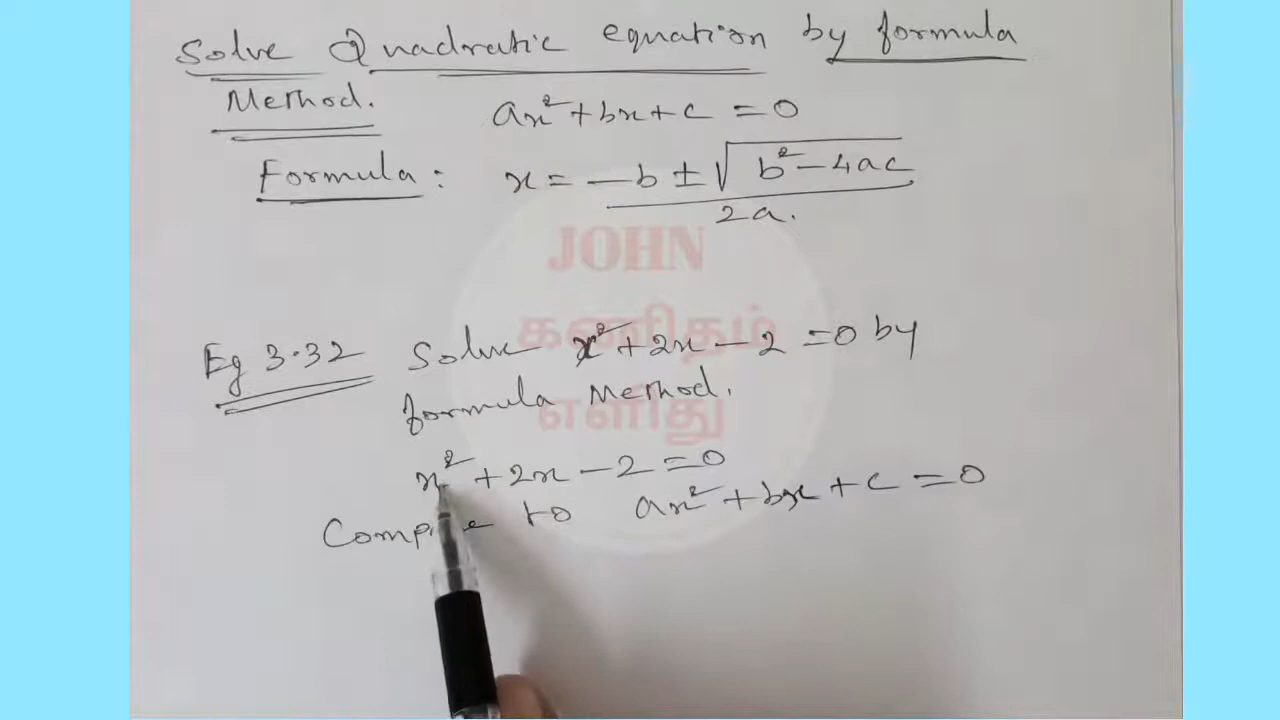 Solve Quadratic equation by formula
Method. ax² + bx + c = 0
Formula: x = -b ± √b² - 4ac
2a.
JOHN
கணிதம்
எளிது
Eg 3.32 Solve x² + 2x - 2 = 0 by
formula Method.
x² + 2x - 2 = 0
to ax² + bx + c = 0